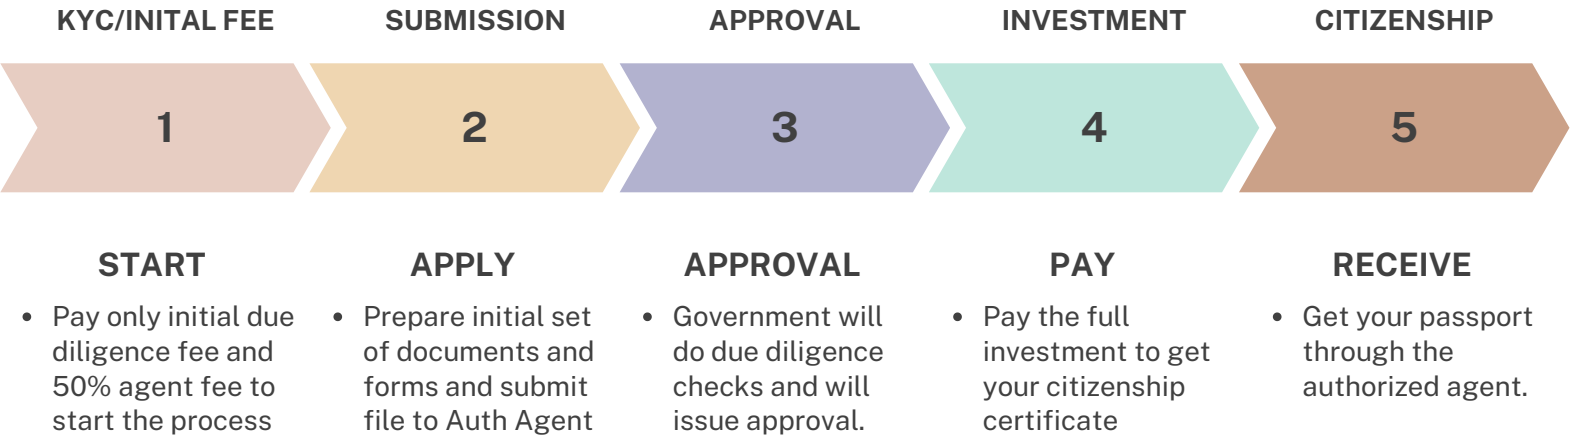 KYC/INITAL FEE
SUBMISSION
APPROVAL
INVESTMENT
CITIZENSHIP
1
2
3
4
5
START
• Pay only initial due
diligence fee and
50% agent fee to
start the process
APPLY
• Prepare initial set
of documents and
forms and submit
file to Auth Agent
APPROVAL
• Government will
do due diligence
checks and will
issue approval.
PAY
• Pay the full
investment to get
your citizenship
certificate
RECEIVE
• Get your passport
through the
authorized agent.